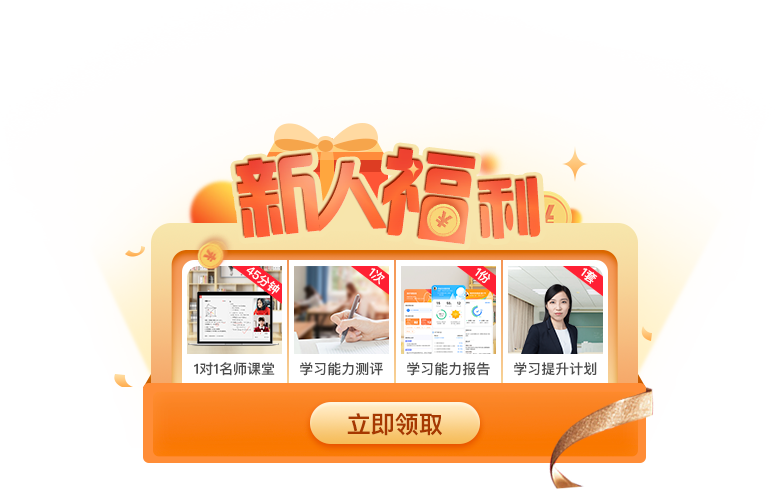 新人福利
45分钟
1次
1份
1套
1对1名师课堂
学习能力测评
学习能力报告
学习提升计划
立即领取